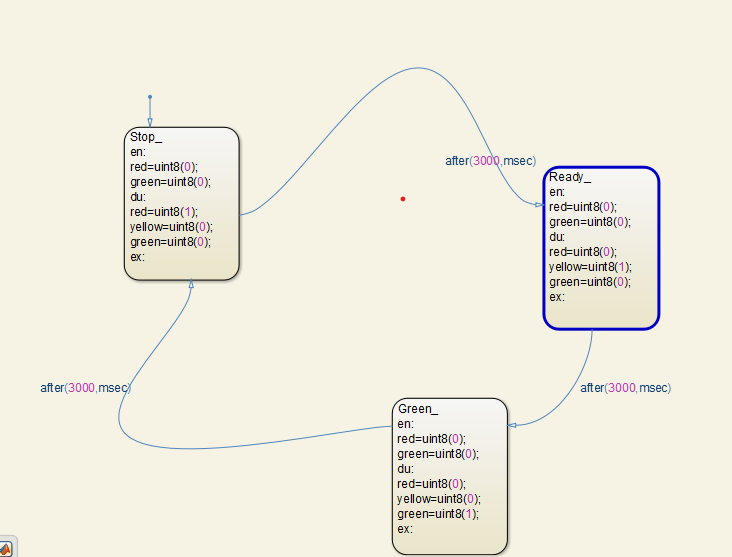 Stop_
en:
red=uint8(0);
green=uint8(0);
du:
red=uint8(1);
yellow=uint8(0);
green=uint8(0);
ex:
after(3000,msec)
Ready_
en:
red=uint8(0);
green=uint8(0);
du:
red=uint8(0);
yellow=uint8(1);
green=uint8(0);
ex:
after(3000,msec)
Green_
en:
red=uint8(0);
green=uint8(0);
du:
red=uint8(0);
yellow=uint8(0);
green=uint8(1);
ex:
after(3000,msec)